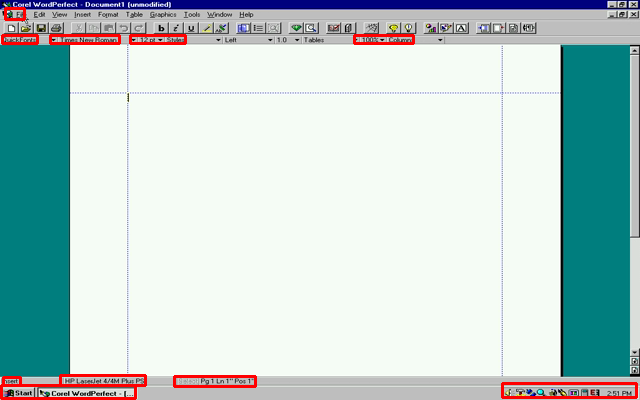 Corel WordPerfect - Document1 (unmodified)
Edit View Insert Format Table Graphics Tools Window Help
QuickFonts Times New Roman 12 pt Styles Left 1.0 Tables 100% Columns
Insert HP LaserJet 4/4M Plus PS Select Pg 1 Ln 1" Pos 1"
Start Corel WordPerfect - [... 2:51 PM